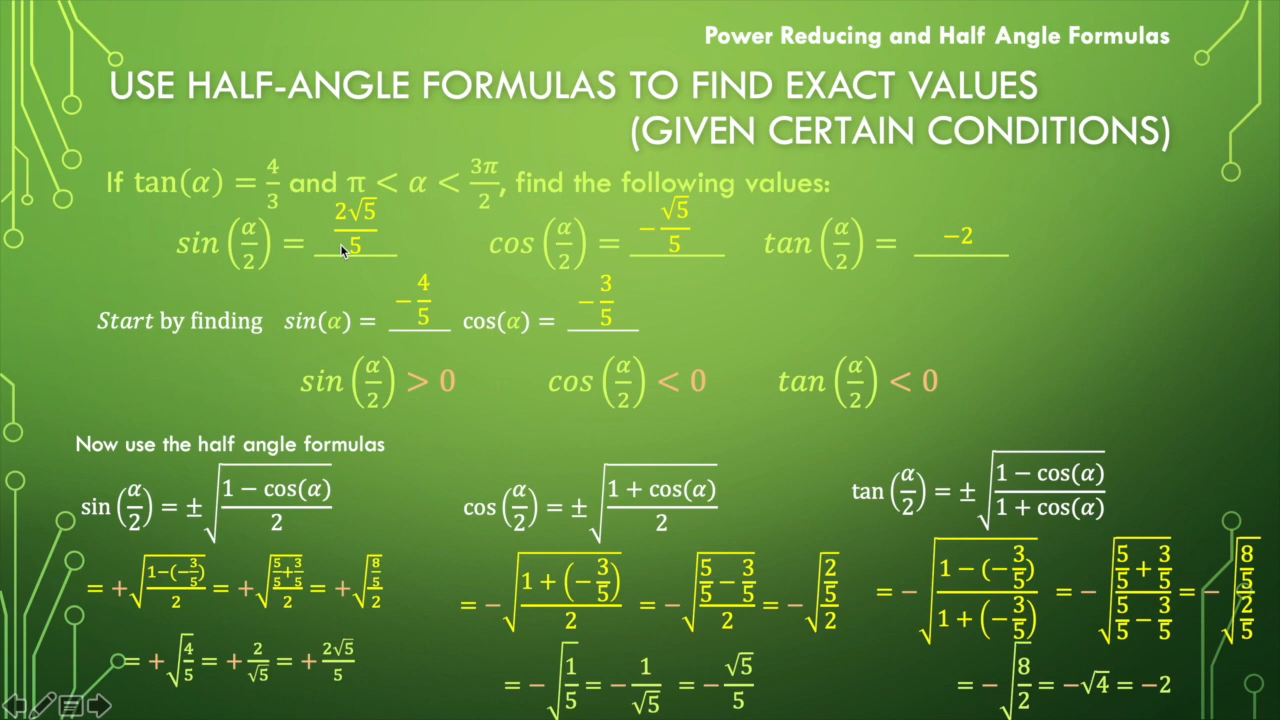 Power Reducing and Half Angle Formulas
USE HALF-ANGLE FORMULAS TO FIND EXACT VALUES
(GIVEN CERTAIN CONDITIONS)
If tan(α) = 4/3 and π < α < 3π/2, find the following values:
sin (α/2) = 2√5/5 cos (α/2) = −√5/5 tan (α/2) = −2
Start by finding sin(α) = −4/5 cos(α) = −3/5
sin (α/2) > 0 cos (α/2) < 0 tan (α/2) < 0
Now use the half angle formulas
sin (α/2) = ±√((1 − cos(α))/2) cos (α/2) = ±√((1 + cos(α))/2) tan (α/2) = ±√((1 − cos(α))/(1 + cos(α)))
= +√((1−(−3/5))/2) = +√((5/5+3/5)/2) = +√((8/5)/2) = −√((1 + (−3/5))/2) = −√((5/5 − 3/5)/2) = −√((2/5)/2) = −√((1 − (−3/5))/(1 + (−3/5))) = −√((5/5 + 3/5)/(5/5 − 3/5)) = −√((8/5)/(2/5))
= +√(4/5) = +2/√5 = +2√5/5 = −√(1/5) = −1/√5 = −√5/5 = −√(8/2) = −√4 = −2